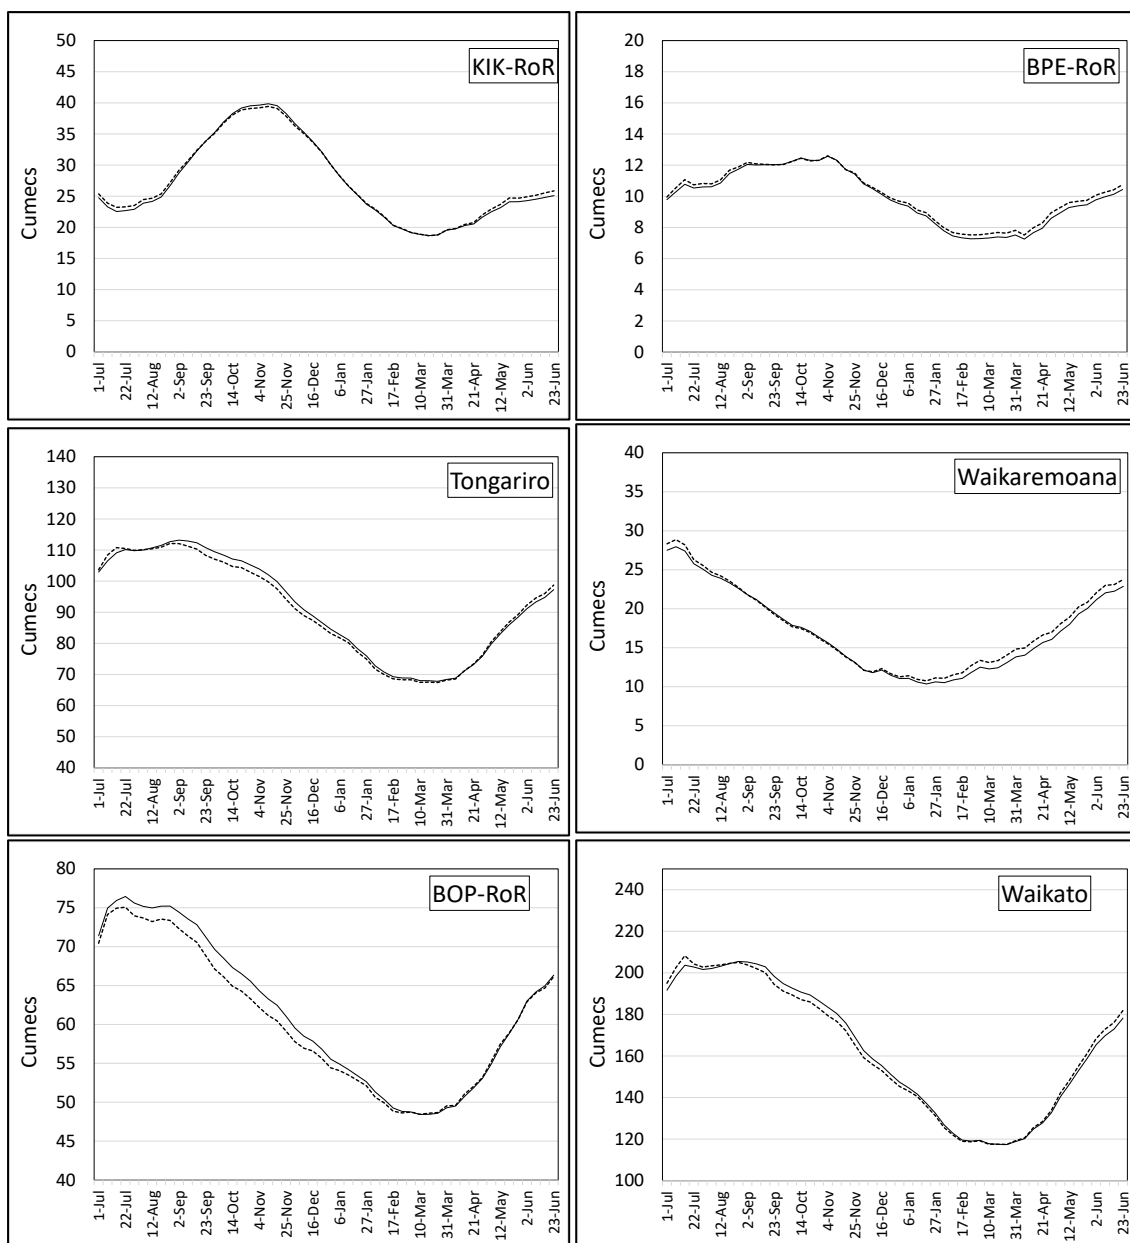 KIK-RoR
Cumecs
50
45
40
35
30
25
20
15
10
5
0
1-Jul
22-Jul
12-Aug
2-Sep
23-Sep
14-Oct
4-Nov
25-Nov
16-Dec
6-Jan
27-Jan
17-Feb
10-Mar
31-Mar
21-Apr
12-May
2-Jun
23-Jun
BPE-RoR
Cumecs
20
18
16
14
12
10
8
6
4
2
0
1-Jul
22-Jul
12-Aug
2-Sep
23-Sep
14-Oct
4-Nov
25-Nov
16-Dec
6-Jan
27-Jan
17-Feb
10-Mar
31-Mar
21-Apr
12-May
2-Jun
23-Jun
Tongariro
140
130
120
110
100
90
80
70
60
50
40
1-Jul
22-Jul
12-Aug
2-Sep
23-Sep
14-Oct
4-Nov
25-Nov
16-Dec
6-Jan
27-Jan
17-Feb
10-Mar
31-Mar
21-Apr
12-May
2-Jun
23-Jun
Waikaremoana
40
35
30
25
20
15
10
5
0
1-Jul
22-Jul
12-Aug
2-Sep
23-Sep
14-Oct
4-Nov
25-Nov
16-Dec
6-Jan
27-Jan
17-Feb
10-Mar
31-Mar
21-Apr
12-May
2-Jun
23-Jun
BOP-RoR
Cumecs
80
75
70
65
60
55
50
45
40
1-Jul
22-Jul
12-Aug
2-Sep
23-Sep
14-Oct
4-Nov
25-Nov
16-Dec
6-Jan
27-Jan
17-Feb
10-Mar
31-Mar
21-Apr
12-May
2-Jun
23-Jun
Waikato
Cumecs
240
220
200
180
160
140
120
100
1-Jul
22-Jul
12-Aug
2-Sep
23-Sep
14-Oct
4-Nov
25-Nov
16-Dec
6-Jan
27-Jan
17-Feb
10-Mar
31-Mar
21-Apr
12-May
2-Jun
23-Jun